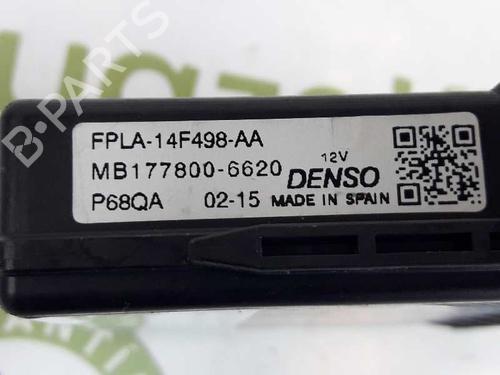 FPLA-14F498-AA
MB177800-6620
12V
DENSO
P68QA 02-15 MADE IN SPAIN
B-PARTS